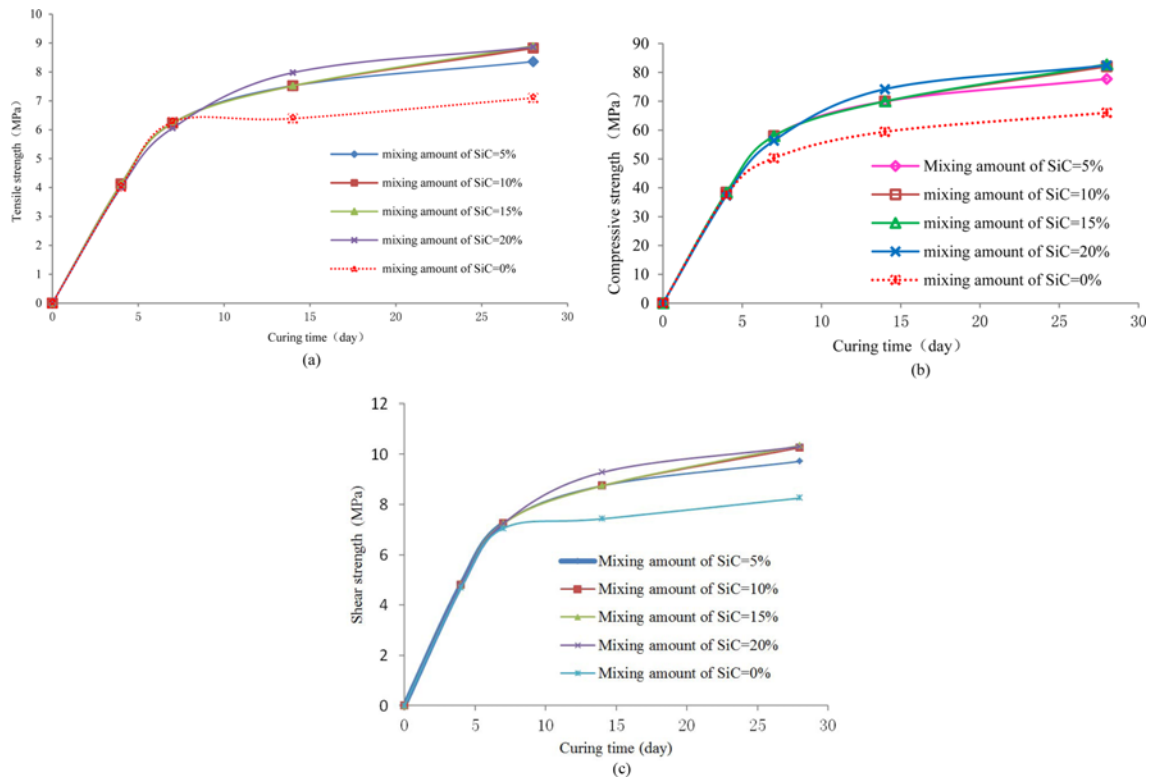 10
9
8
7
6
5
4
3
2
1
0
Tensile strength（MPa）
mixing amount of SiC=5%
mixing amount of SiC=10%
mixing amount of SiC=15%
mixing amount of SiC=20%
mixing amount of SiC=0%
0 5 10 15 20 25 30
Curing time（day）
(a)
90
80
70
60
50
40
30
20
10
0
Compressive strength（MPa）
Mixing amount of SiC=5%
mixing amount of SiC=10%
mixing amount of SiC=15%
mixing amount of SiC=20%
mixing amount of SiC=0%
0 5 10 15 20 25 30
Curing time（day）
(b)
12
10
8
6
4
2
0
Shear strength (MPa)
Mixing amount of SiC=5%
Mixing amount of SiC=10%
Mixing amount of SiC=15%
Mixing amount of SiC=20%
Mixing amount of SiC=0%
0 5 10 15 20 25 30
Curing time (day)
(c)